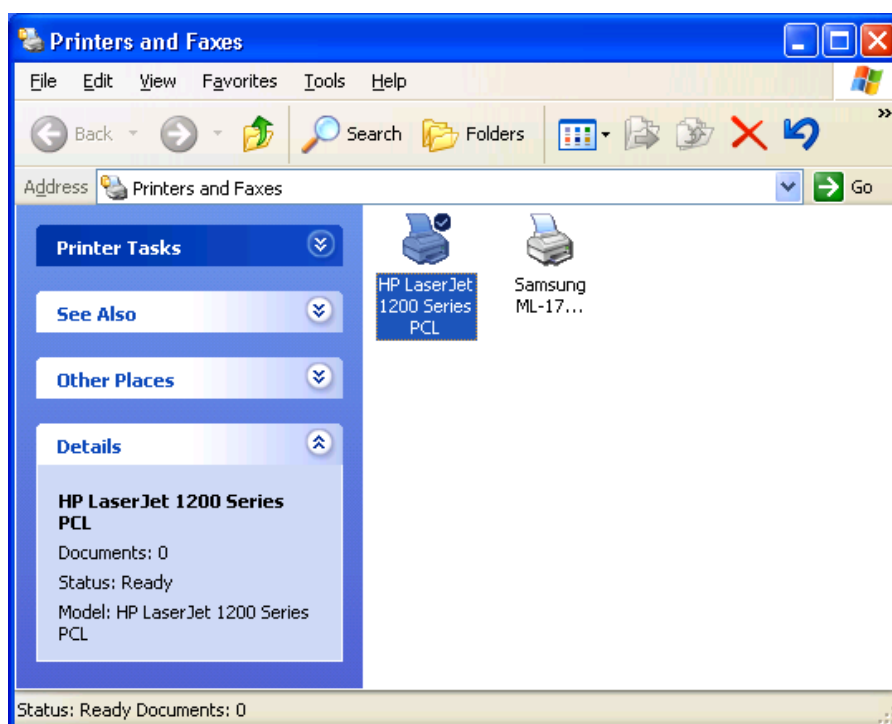 Printers and Faxes
File Edit View Favorites Tools Help
Back Search Folders »
Address Printers and Faxes Go
Printer Tasks
See Also
Other Places
Details
HP LaserJet 1200 Series
PCL
Documents: 0
Status: Ready
Model: HP LaserJet 1200 Series
PCL
HP LaserJet
1200 Series
PCL
Samsung
ML-17...
Status: Ready Documents: 0